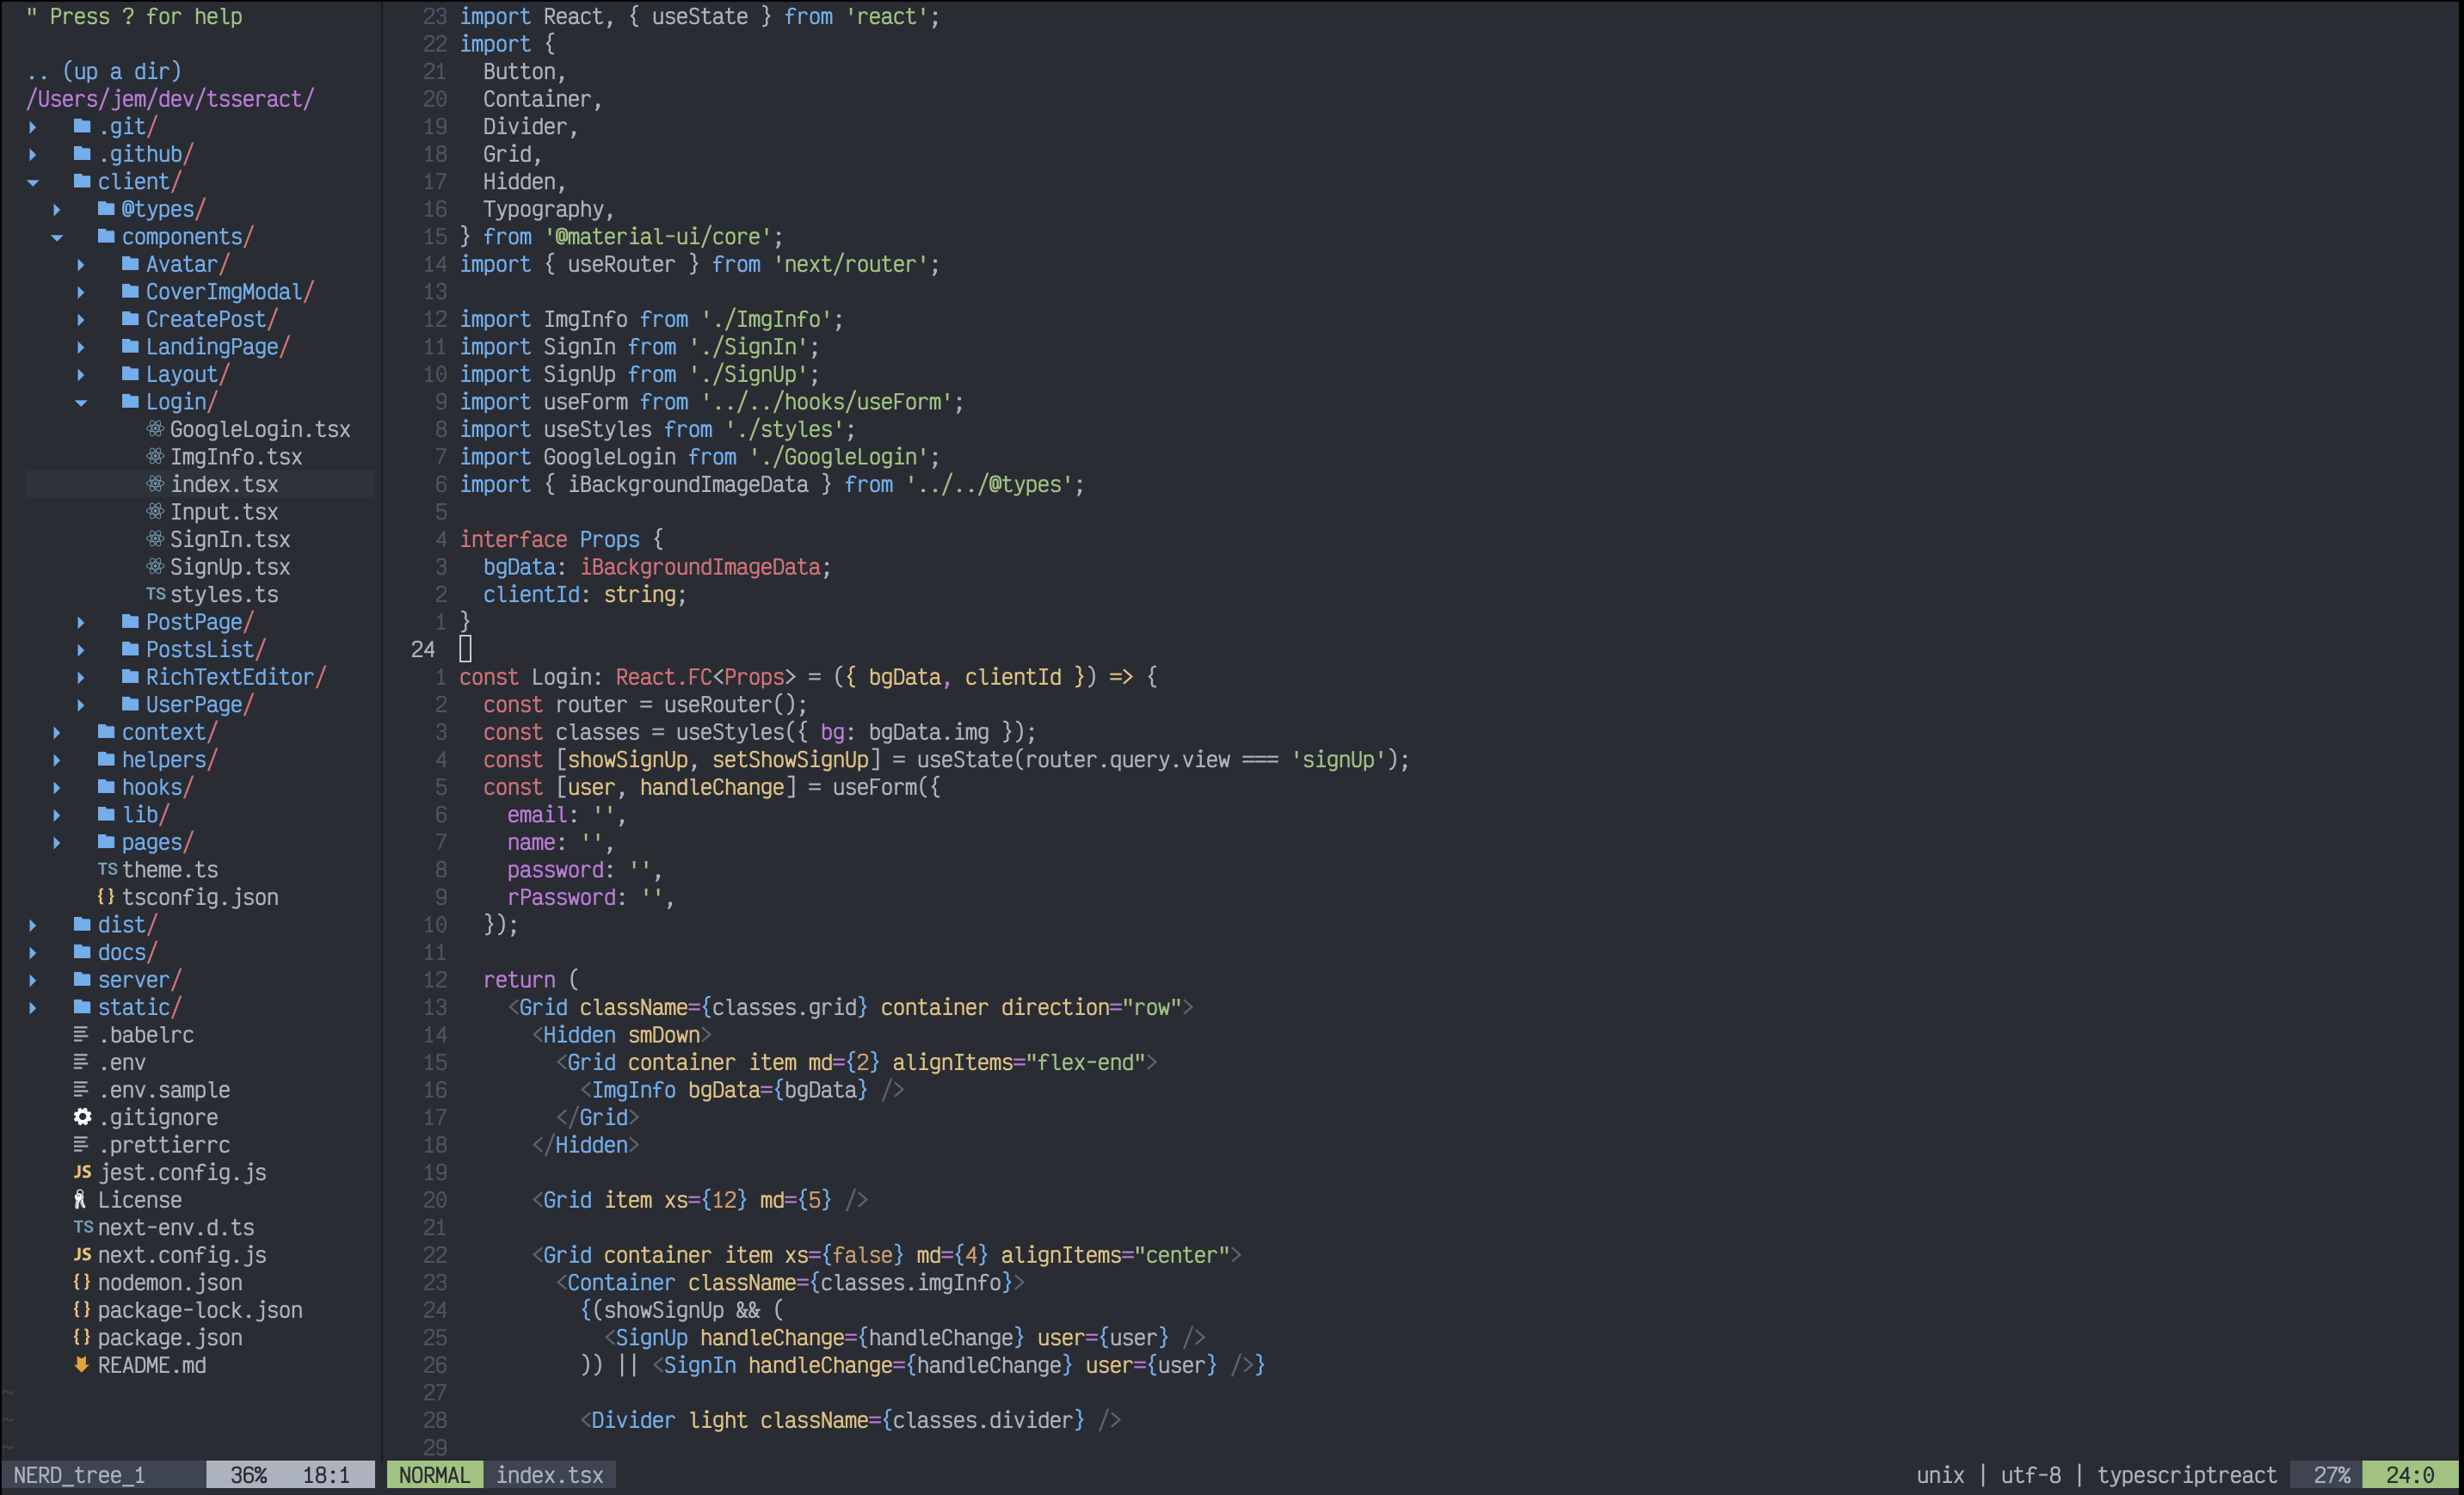 " Press ? for help
.. (up a dir)
/Users/jem/dev/tsseract/
.git/
.github/
client/
@types/
components/
Avatar/
CoverImgModal/
CreatePost/
LandingPage/
Layout/
Login/
GoogleLogin.tsx
ImgInfo.tsx
index.tsx
Input.tsx
SignIn.tsx
SignUp.tsx
TS styles.ts
PostPage/
PostsList/
RichTextEditor/
UserPage/
context/
helpers/
hooks/
lib/
pages/
TS theme.ts
{} tsconfig.json
dist/
docs/
server/
static/
.babelrc
.env
.env.sample
.gitignore
.prettierrc
JS jest.config.js
License
TS next-env.d.ts
JS next.config.js
{} nodemon.json
{} package-lock.json
{} package.json
README.md
~
~
~
NERD_tree_1 36% 18:1
23 import React, { useState } from 'react';
22 import {
21   Button,
20   Container,
19   Divider,
18   Grid,
17   Hidden,
16   Typography,
15 } from '@material-ui/core';
14 import { useRouter } from 'next/router';
13
12 import ImgInfo from './ImgInfo';
11 import SignIn from './SignIn';
10 import SignUp from './SignUp';
9 import useForm from '../../hooks/useForm';
8 import useStyles from './styles';
7 import GoogleLogin from './GoogleLogin';
6 import { iBackgroundImageData } from '../../@types';
5
4 interface Props {
3   bgData: iBackgroundImageData;
2   clientId: string;
1 }
24
1 const Login: React.FC<Props> = ({ bgData, clientId }) => {
2   const router = useRouter();
3   const classes = useStyles({ bg: bgData.img });
4   const [showSignUp, setShowSignUp] = useState(router.query.view === 'signUp');
5   const [user, handleChange] = useForm({
6     email: '',
7     name: '',
8     password: '',
9     rPassword: '',
10   });
11
12   return (
13     <Grid className={classes.grid} container direction="row">
14       <Hidden smDown>
15         <Grid container item md={2} alignItems="flex-end">
16           <ImgInfo bgData={bgData} />
17         </Grid>
18       </Hidden>
19
20       <Grid item xs={12} md={5} />
21
22       <Grid container item xs={false} md={4} alignItems="center">
23         <Container className={classes.imgInfo}>
24           {(showSignUp && (
25             <SignUp handleChange={handleChange} user={user} />
26           )) || <SignIn handleChange={handleChange} user={user} />}
27
28           <Divider light className={classes.divider} />
29
NORMAL index.tsx unix | utf-8 | typescriptreact 27% 24:0